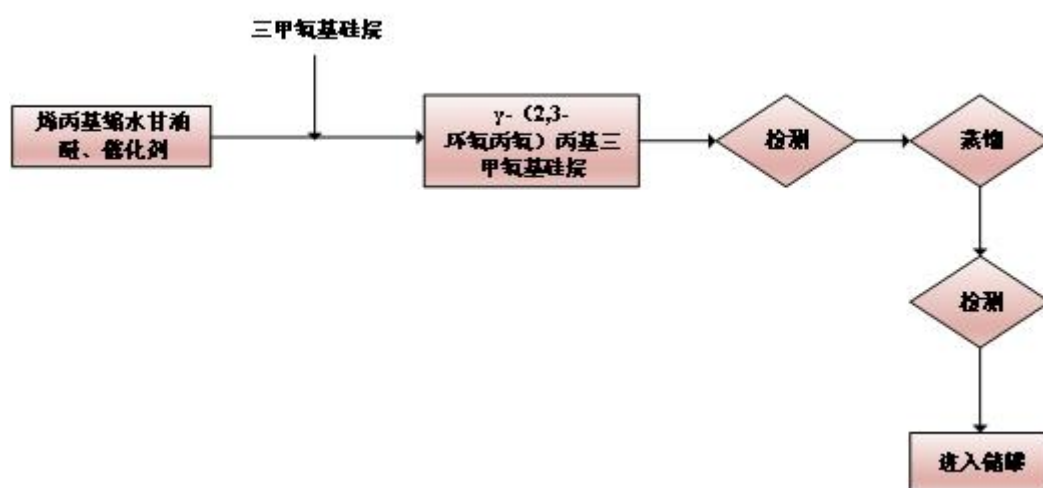 三甲氧基硅烷
烯丙基缩水甘油
醚、催化剂
γ-（2,3-
环氧丙氧）丙基三
甲氧基硅烷
检测
蒸馏
检测
进入储罐